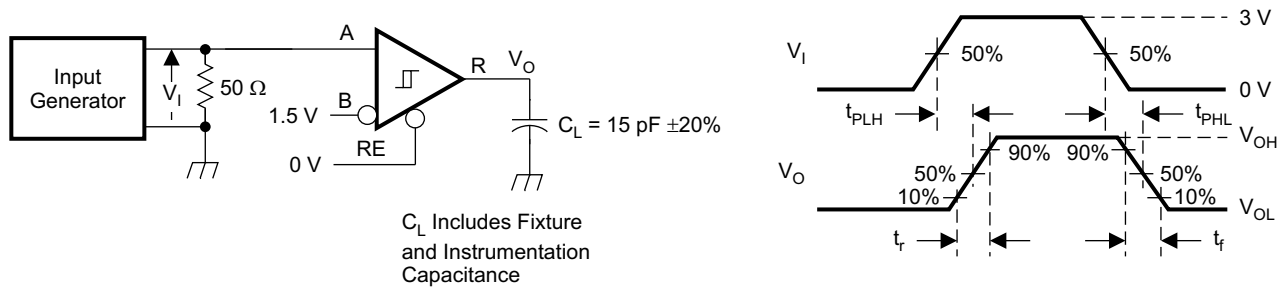 Input
Generator
V_I
50 Ω
A
B
1.5 V
RE
0 V
R
V_O
C_L = 15 pF ±20%
C_L Includes Fixture
and Instrumentation
Capacitance
3 V
V_I
50%
50%
0 V
t_PLH
t_PHL
V_OH
90%
90%
V_O
50%
50%
10%
10%
V_OL
t_r
t_f